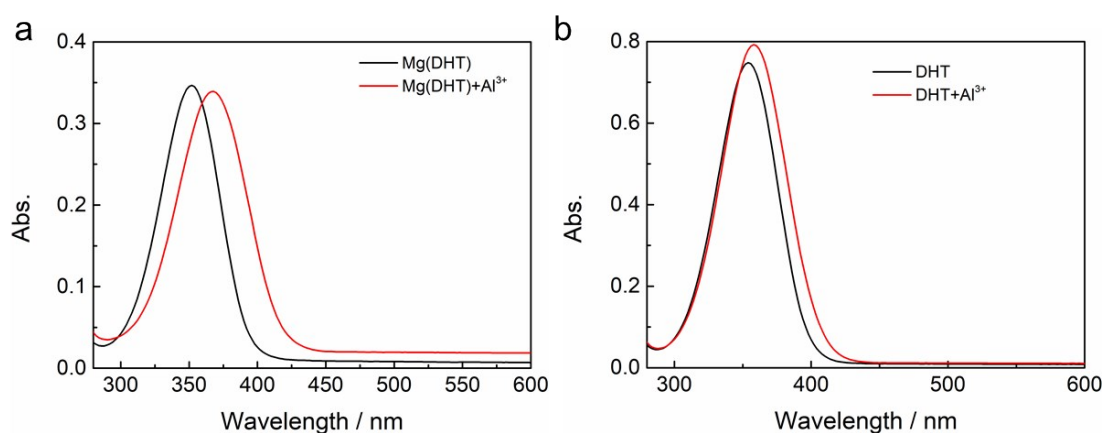 a
0.4
0.3
0.2
0.1
0.0
Abs.
Mg(DHT)
Mg(DHT)+Al³⁺
300 350 400 450 500 550 600
Wavelength / nm
b
0.8
0.6
0.4
0.2
0.0
Abs.
DHT
DHT+Al³⁺
300 400 500 600
Wavelength / nm